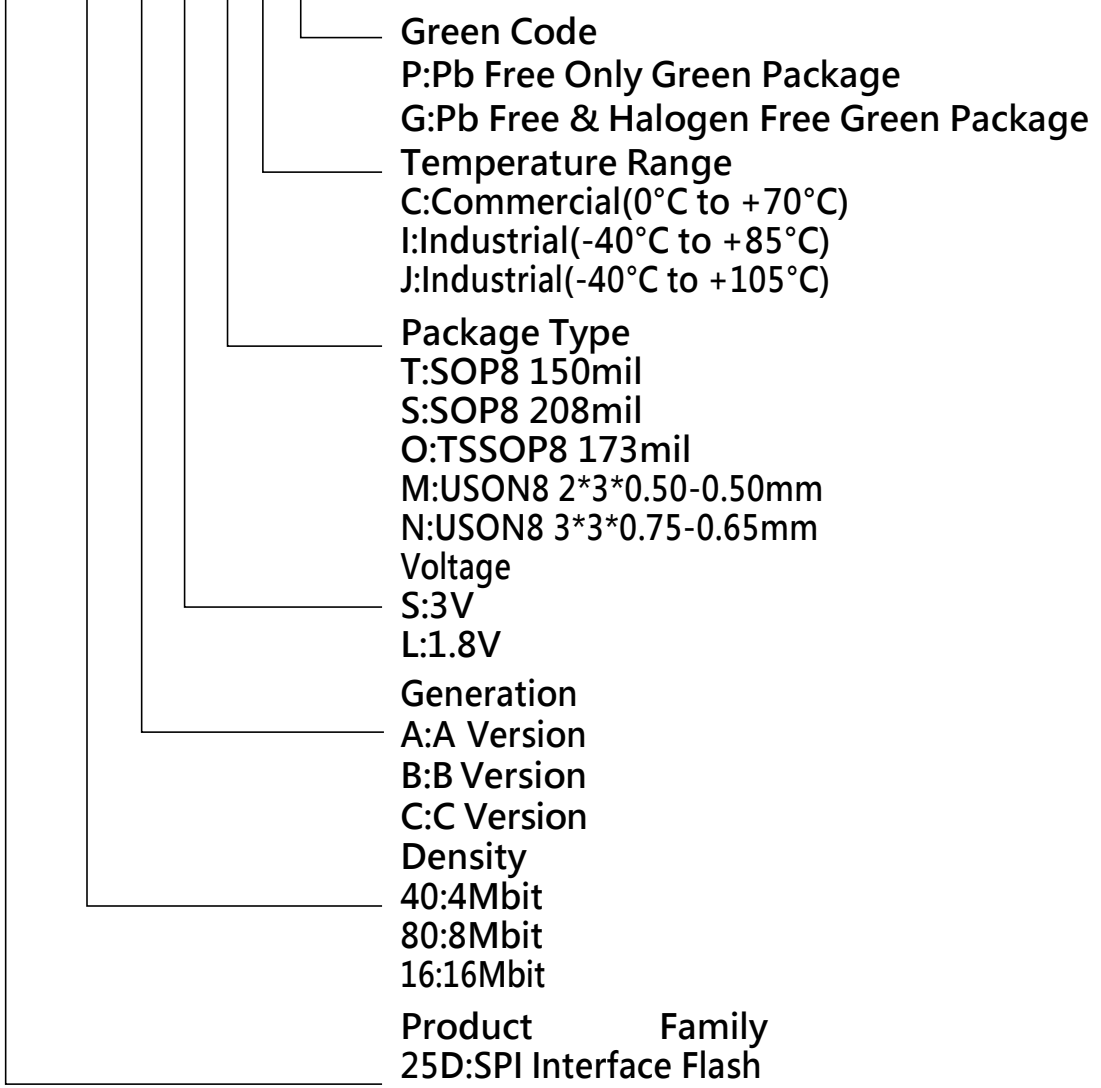 Green Code
P:Pb Free Only Green Package
G:Pb Free & Halogen Free Green Package
Temperature Range
C:Commercial(0°C to +70°C)
I:Industrial(-40°C to +85°C)
J:Industrial(-40°C to +105°C)
Package Type
T:SOP8 150mil
S:SOP8 208mil
O:TSSOP8 173mil
M:USON8 2*3*0.50-0.50mm
N:USON8 3*3*0.75-0.65mm
Voltage
S:3V
L:1.8V
Generation
A:A Version
B:B Version
C:C Version
Density
40:4Mbit
80:8Mbit
16:16Mbit
Product Family
25D:SPI Interface Flash